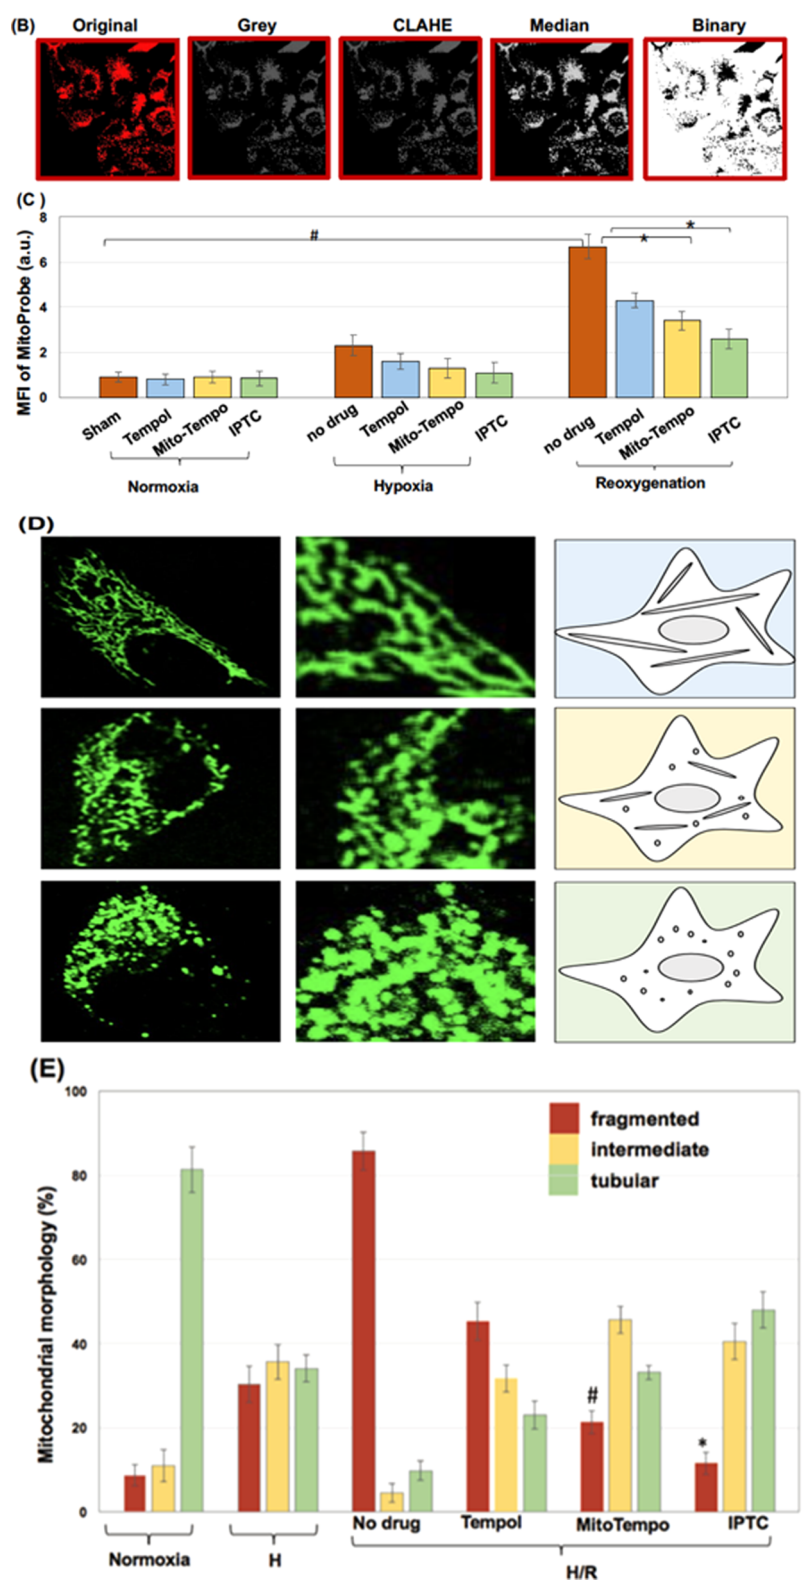 (B) Original Grey CLAHE Median Binary
(C )
MFI of MitoProbe (a.u.)
8
6
4
2
0
# * *
Sham Tempol Mito-Tempo IPTC no drug Tempol Mito-Tempo IPTC no drug Tempol Mito-Tempo IPTC
Normoxia Hypoxia Reoxygenation
(D)
(E)
Mitochondrial morphology (%)
100
80
60
40
20
0
fragmented
intermediate
tubular
# *
No drug Tempol MitoTempo IPTC
Normoxia H H/R